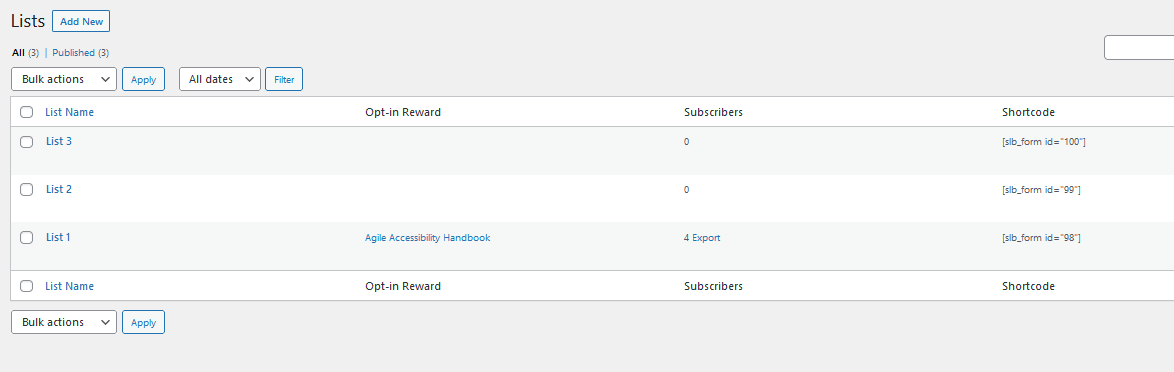 Lists Add New
All (3) | Published (3)
Bulk actions Apply All dates Filter
List Name Opt-in Reward Subscribers Shortcode
List 3 0 [slb_form id="100"]
List 2 0 [slb_form id="99"]
List 1 Agile Accessibility Handbook 4 Export [slb_form id="98"]
List Name Opt-in Reward Subscribers Shortcode
Bulk actions Apply